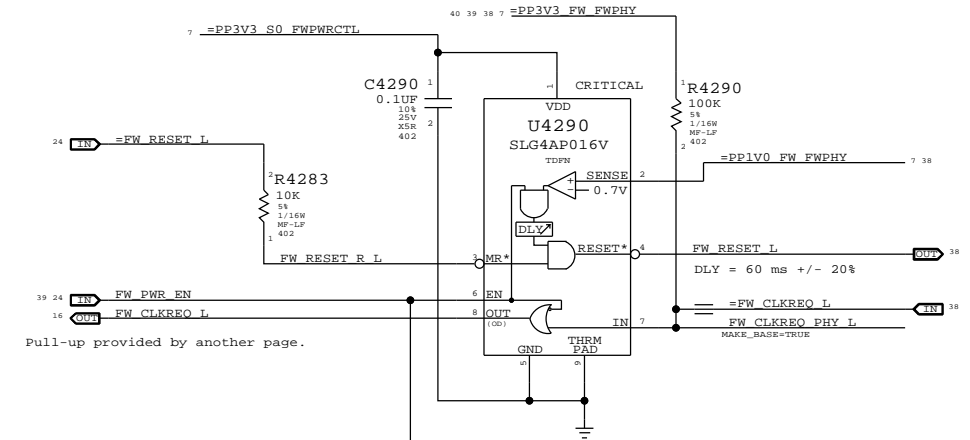 40 39 38 7 =PP3V3_FW_FWPHY
7 =PP3V3_S0_FWPWRCTL
C4290 1
0.1UF
10%
25V
X5R
402
2
CRITICAL
1
VDD
U4290
SLG4AP016V
TDFN
1
R4290
100K
5%
1/16W
MF-LF
402
2
24 IN =FW_RESET_L
2
R4283
10K
5%
1/16W
MF-LF
402
1
=PP1V0_FW_FWPHY 7 38
SENSE 2
+
-
0.7V
DLY
RESET* 4 FW_RESET_L OUT 38
DLY = 60 ms +/- 20%
FW_RESET_R_L 3 MR*
39 24 IN FW_PWR_EN 6 EN
=FW_CLKREQ_L IN 38
16 OUT FW_CLKREQ_L 8 OUT
(OD)
IN 7 FW_CLKREQ_PHY_L
MAKE_BASE=TRUE
Pull-up provided by another page.
GND
THRM
PAD
5
9